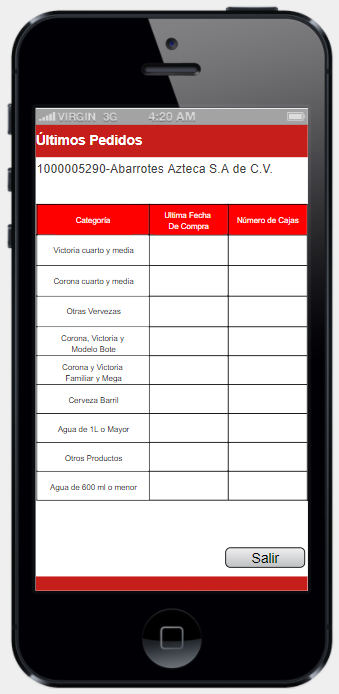 VIRGIN 3G 4:20 AM
Últimos Pedidos
1000005290-Abarrotes Azteca S.A de C.V.
Categoría Ultima Fecha De Compra Número de Cajas
Victoria cuarto y media
Corona cuarto y media
Otras Vervezas
Corona, Victoria y
Modelo Bote
Corona y Victoria
Familiar y Mega
Cerveza Barril
Agua de 1L o Mayor
Otros Productos
Agua de 600 ml o menor
Salir